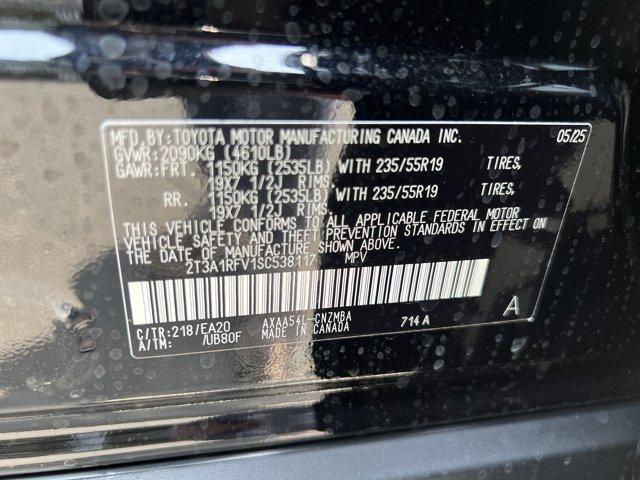 MFD.BY:TOYOTA MOTOR MANUFACTURING CANADA INC. 05/25
GVWR:2090KG (4610LB)
GAWR:FRT. 1150KG (2535LB) WITH 235/55R19 TIRES,
19X7 1/2J RIMS.
RR. 1150KG (2535LB) WITH 235/55R19 TIRES,
19X7 1/2J RIMS.
THIS VEHICLE CONFORMS TO ALL APPLICABLE FEDERAL MOTOR
VEHICLE SAFETY AND THEFT PREVENTION STANDARDS IN EFFECT ON
THE DATE OF MANUFACTURE SHOWN ABOVE.
2T3A1RFV1SC538117 MPV
A
C/TR:218/EA20 AXAA54L-CNZMBA 714A
A/TM: /UB80F MADE IN CANADA